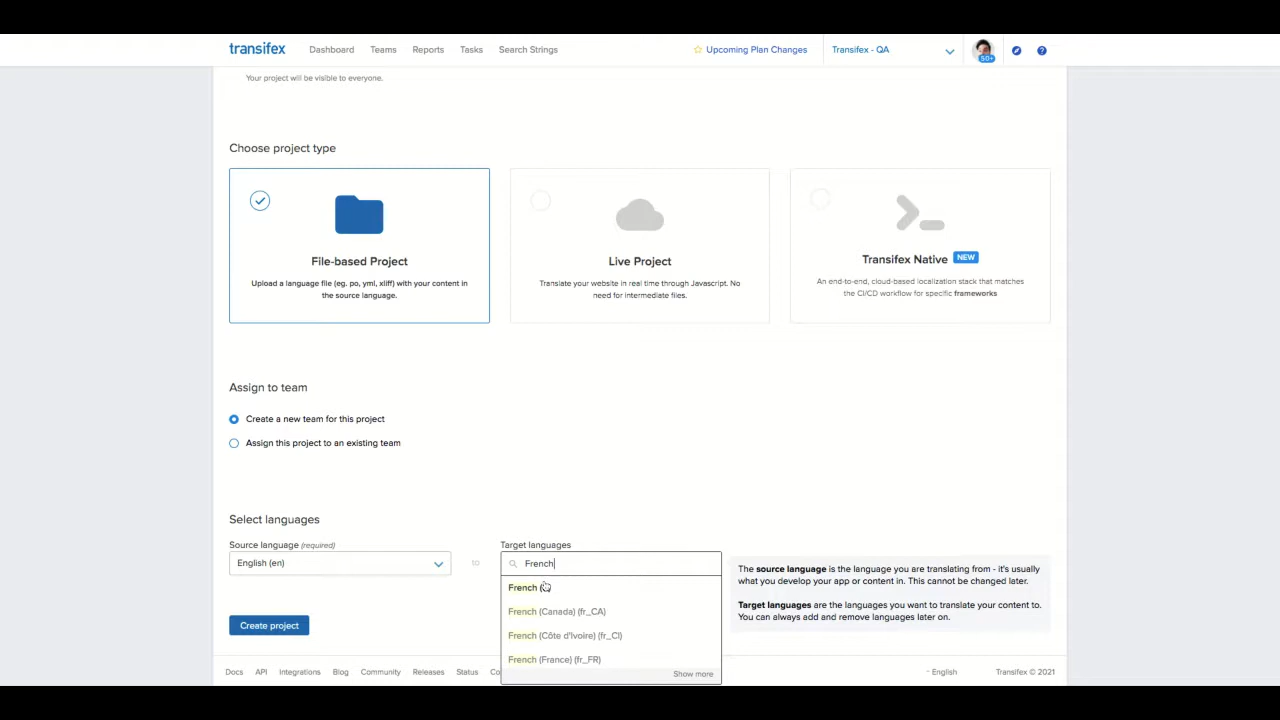 transifex Dashboard Teams Reports Tasks Search Strings Upcoming Plan Changes Transifex - QA 50+ ?
Your project will be visible to everyone.
Choose project type
File-based Project
Upload a language file (eg. po, yml, xliff) with your content in
the source language.
Live Project
Translate your website in real time through Javascript. No
need for intermediate files.
Transifex Native NEW
An end-to-end, cloud-based localization stack that matches
the CI/CD workflow for specific frameworks
Assign to team
Create a new team for this project
Assign this project to an existing team
Select languages
Source language (required)
English (en)
to
Target languages
French
French
French (Canada) (fr_CA)
French (Côte d'Ivoire) (fr_CI)
French (France) (fr_FR)
Show more
The source language is the language you are translating from - it's usually
what you develop your app or content in. This cannot be changed later.
Target languages are the languages you want to translate your content to.
You can always add and remove languages later on.
Create project
Docs API Integrations Blog Community Releases Status English Transifex © 2021